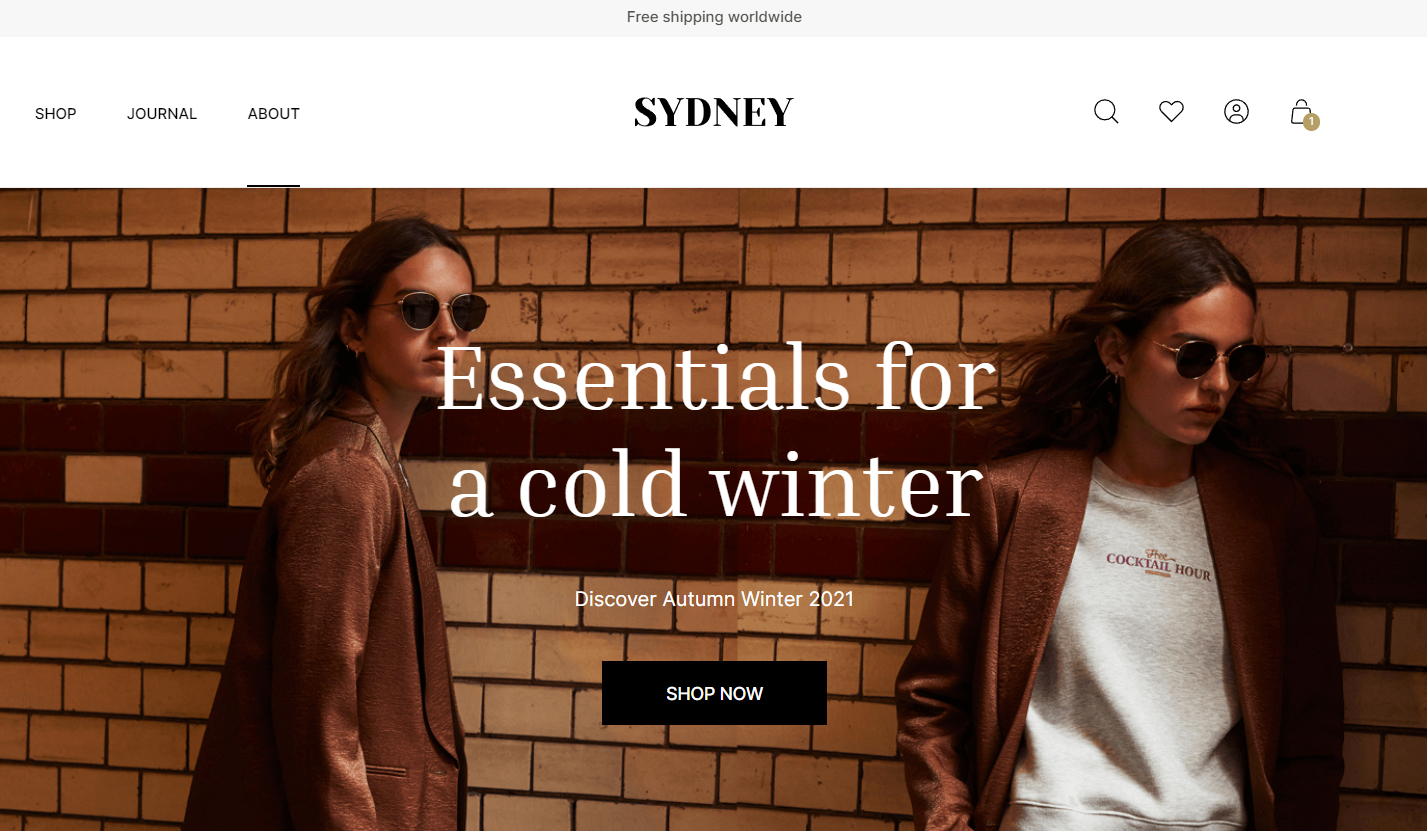 Free shipping worldwide
SHOP JOURNAL ABOUT SYDNEY 1
Essentials for
a cold winter
Free
COCKTAIL HOUR
Discover Autumn Winter 2021
SHOP NOW